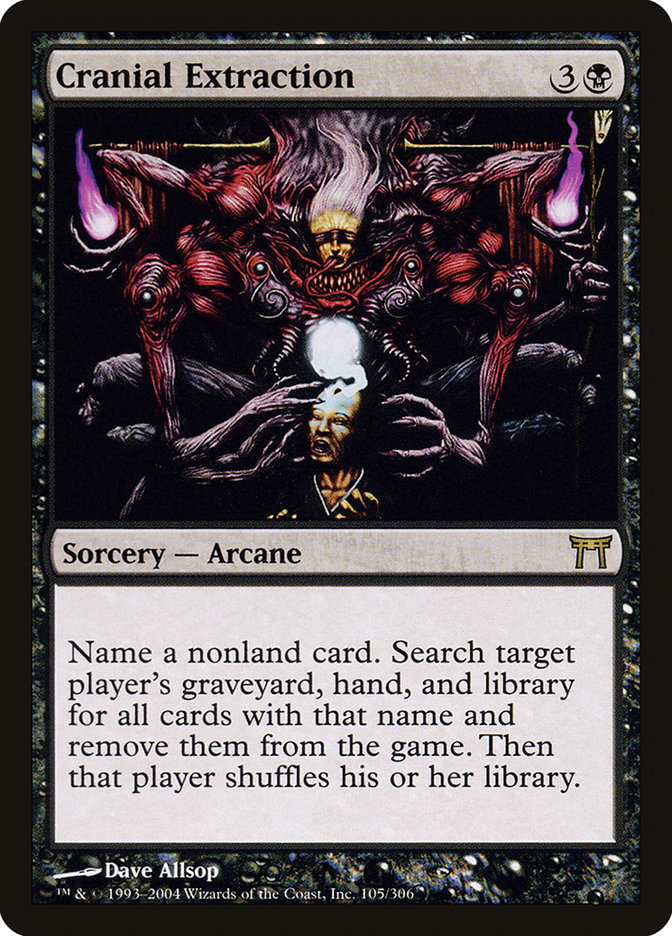 Cranial Extraction 3
Sorcery — Arcane
Name a nonland card. Search target
player's graveyard, hand, and library
for all cards with that name and
remove them from the game. Then
that player shuffles his or her library.
Dave Allsop
™ & © 1993–2004 Wizards of the Coast, Inc. 105/306